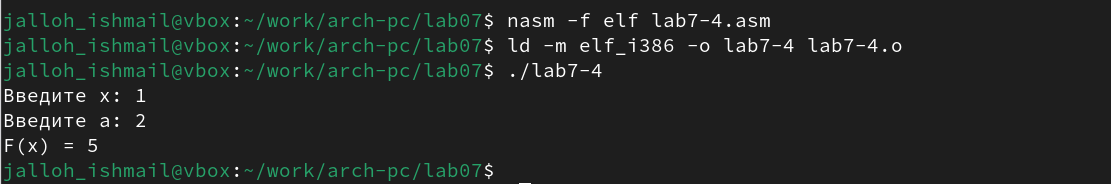 jalloh_ishmail@vbox:~/work/arch-pc/lab07$ nasm -f elf lab7-4.asm
jalloh_ishmail@vbox:~/work/arch-pc/lab07$ ld -m elf_i386 -o lab7-4 lab7-4.o
jalloh_ishmail@vbox:~/work/arch-pc/lab07$ ./lab7-4
Введите x: 1
Введите a: 2
F(x) = 5
jalloh_ishmail@vbox:~/work/arch-pc/lab07$